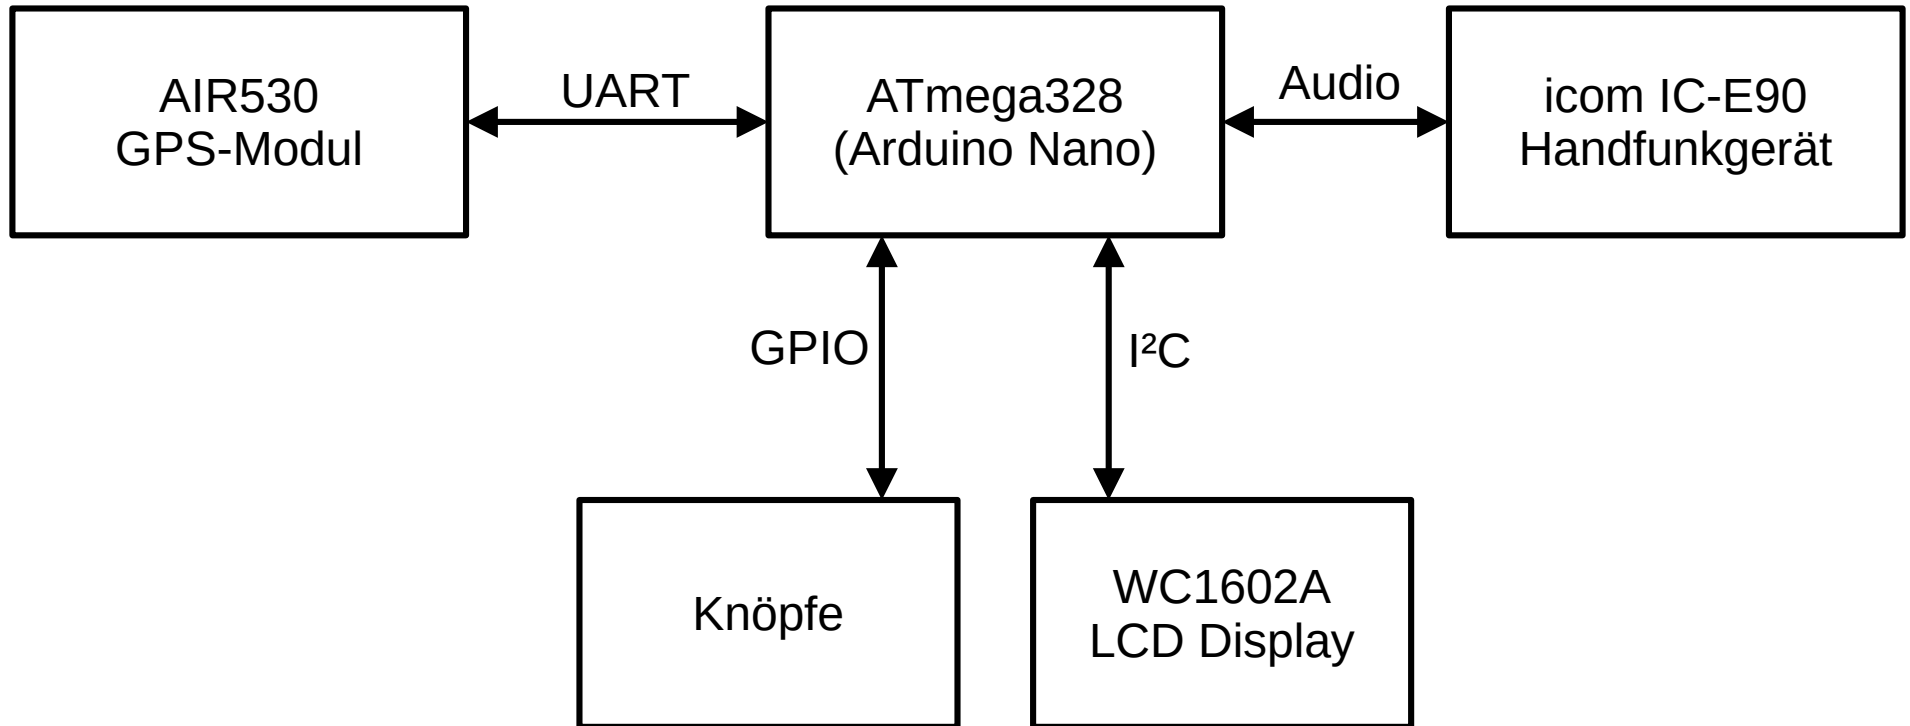 AIR530
GPS-Modul
UART
ATmega328
(Arduino Nano)
Audio
icom IC-E90
Handfunkgerät
GPIO
I²C
Knöpfe
WC1602A
LCD Display